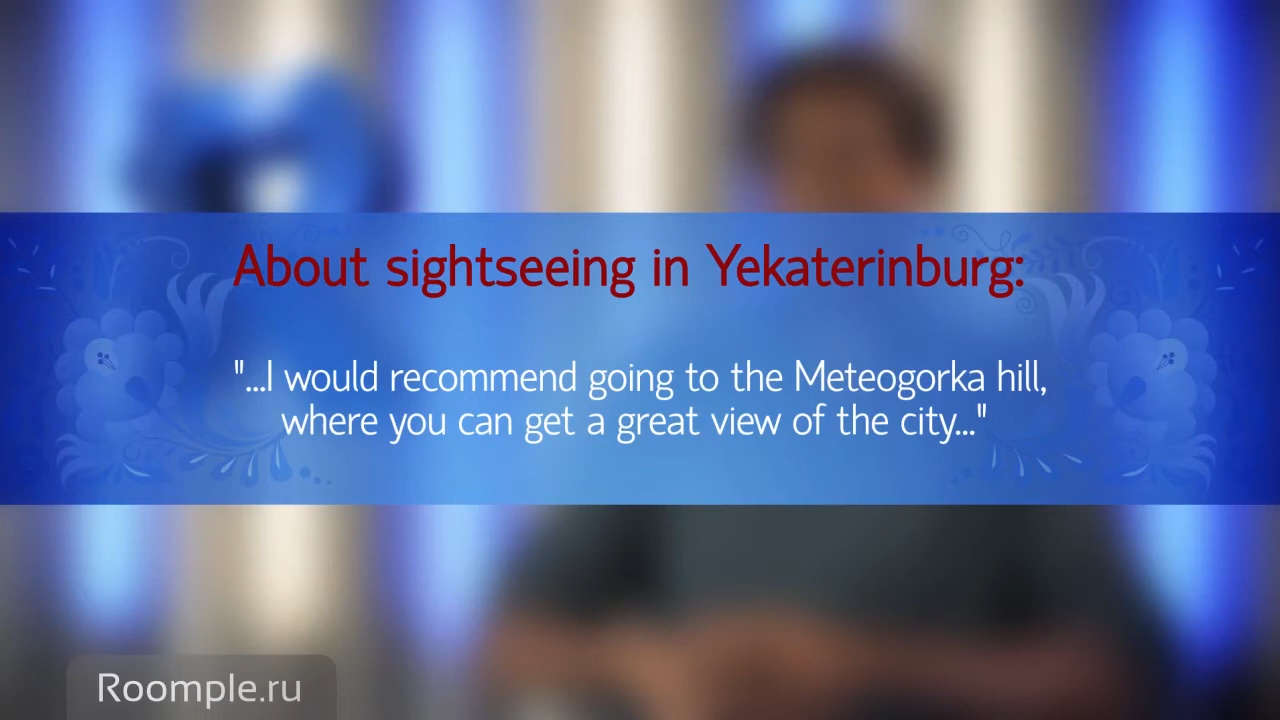 About sightseeing in Yekaterinburg:
"...I would recommend going to the Meteogorka hill,
where you can get a great view of the city..."
Roomple.ru